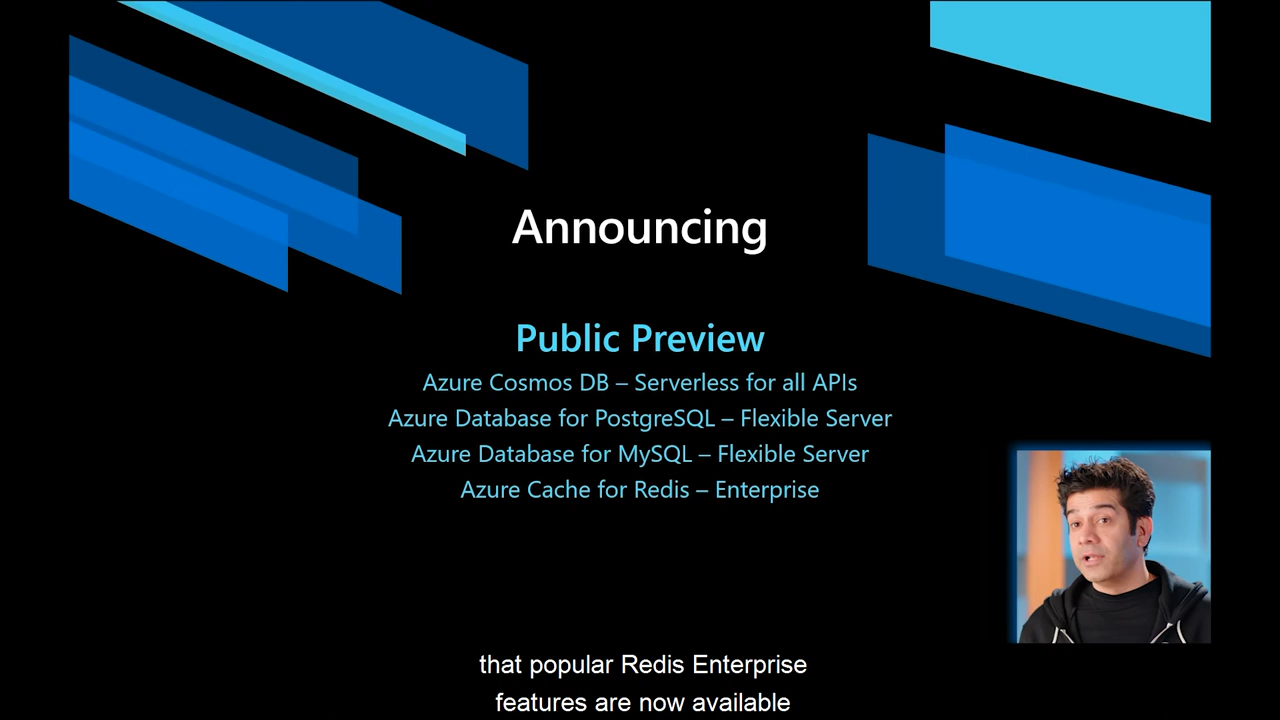 Announcing
Public Preview
Azure Cosmos DB – Serverless for all APIs
Azure Database for PostgreSQL – Flexible Server
Azure Database for MySQL – Flexible Server
Azure Cache for Redis – Enterprise
that popular Redis Enterprise
features are now available